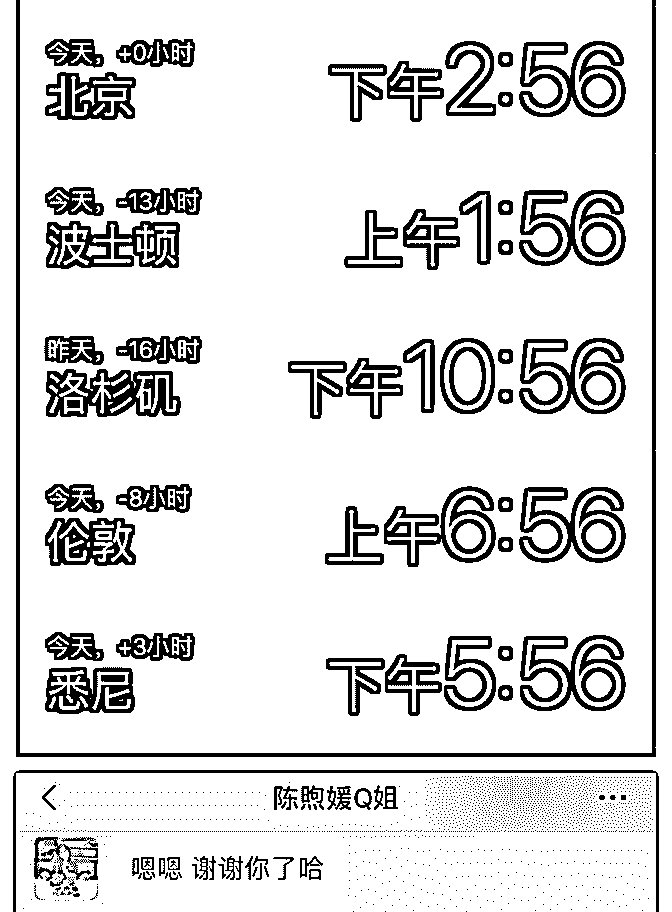 今天，+0小时
北京
下午2:56
今天，-13小时
波士顿
上午1:56
昨天，-16小时
洛杉矶
下午10:56
今天，-8小时
伦敦
上午6:56
今天，+3小时
悉尼
下午5:56
陈煦媛Q姐
嗯嗯 谢谢你了哈